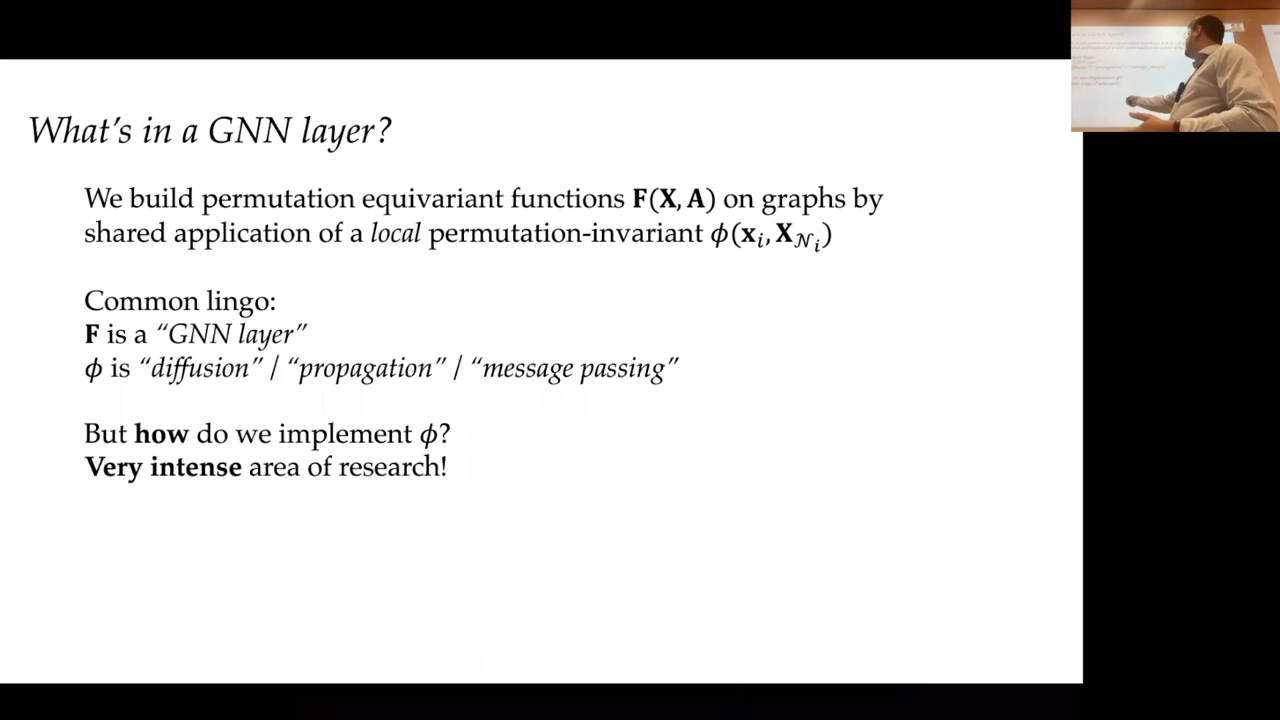 What's in a GNN layer?
We build permutation equivariant functions F(X, A) on graphs by
shared application of a local permutation-invariant ϕ(xᵢ, X_𝒩ᵢ)
Common lingo:
F is a “GNN layer”
ϕ is “diffusion” / “propagation” / “message passing”
But how do we implement ϕ?
Very intense area of research!